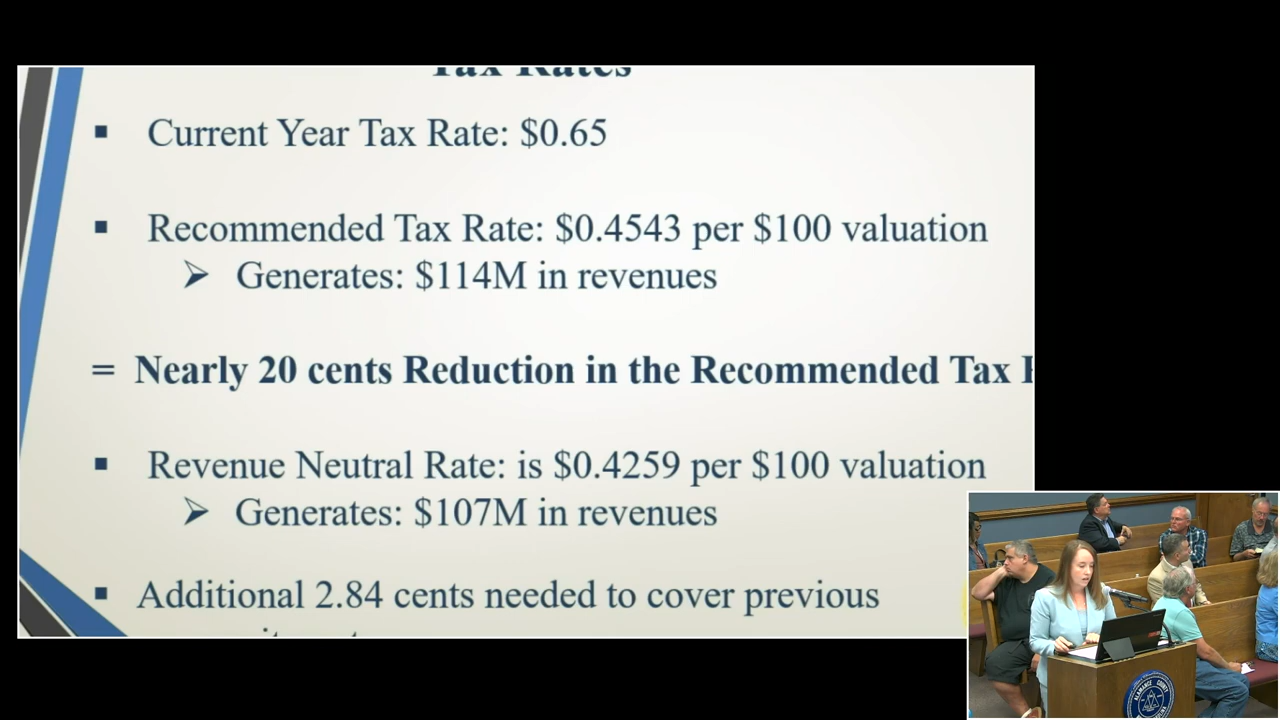 Tax Rates
▪ Current Year Tax Rate: $0.65
▪ Recommended Tax Rate: $0.4543 per $100 valuation
➢ Generates: $114M in revenues
= Nearly 20 cents Reduction in the Recommended Tax
▪ Revenue Neutral Rate: is $0.4259 per $100 valuation
➢ Generates: $107M in revenues
▪ Additional 2.84 cents needed to cover previous
ALAMANCE COUNTY